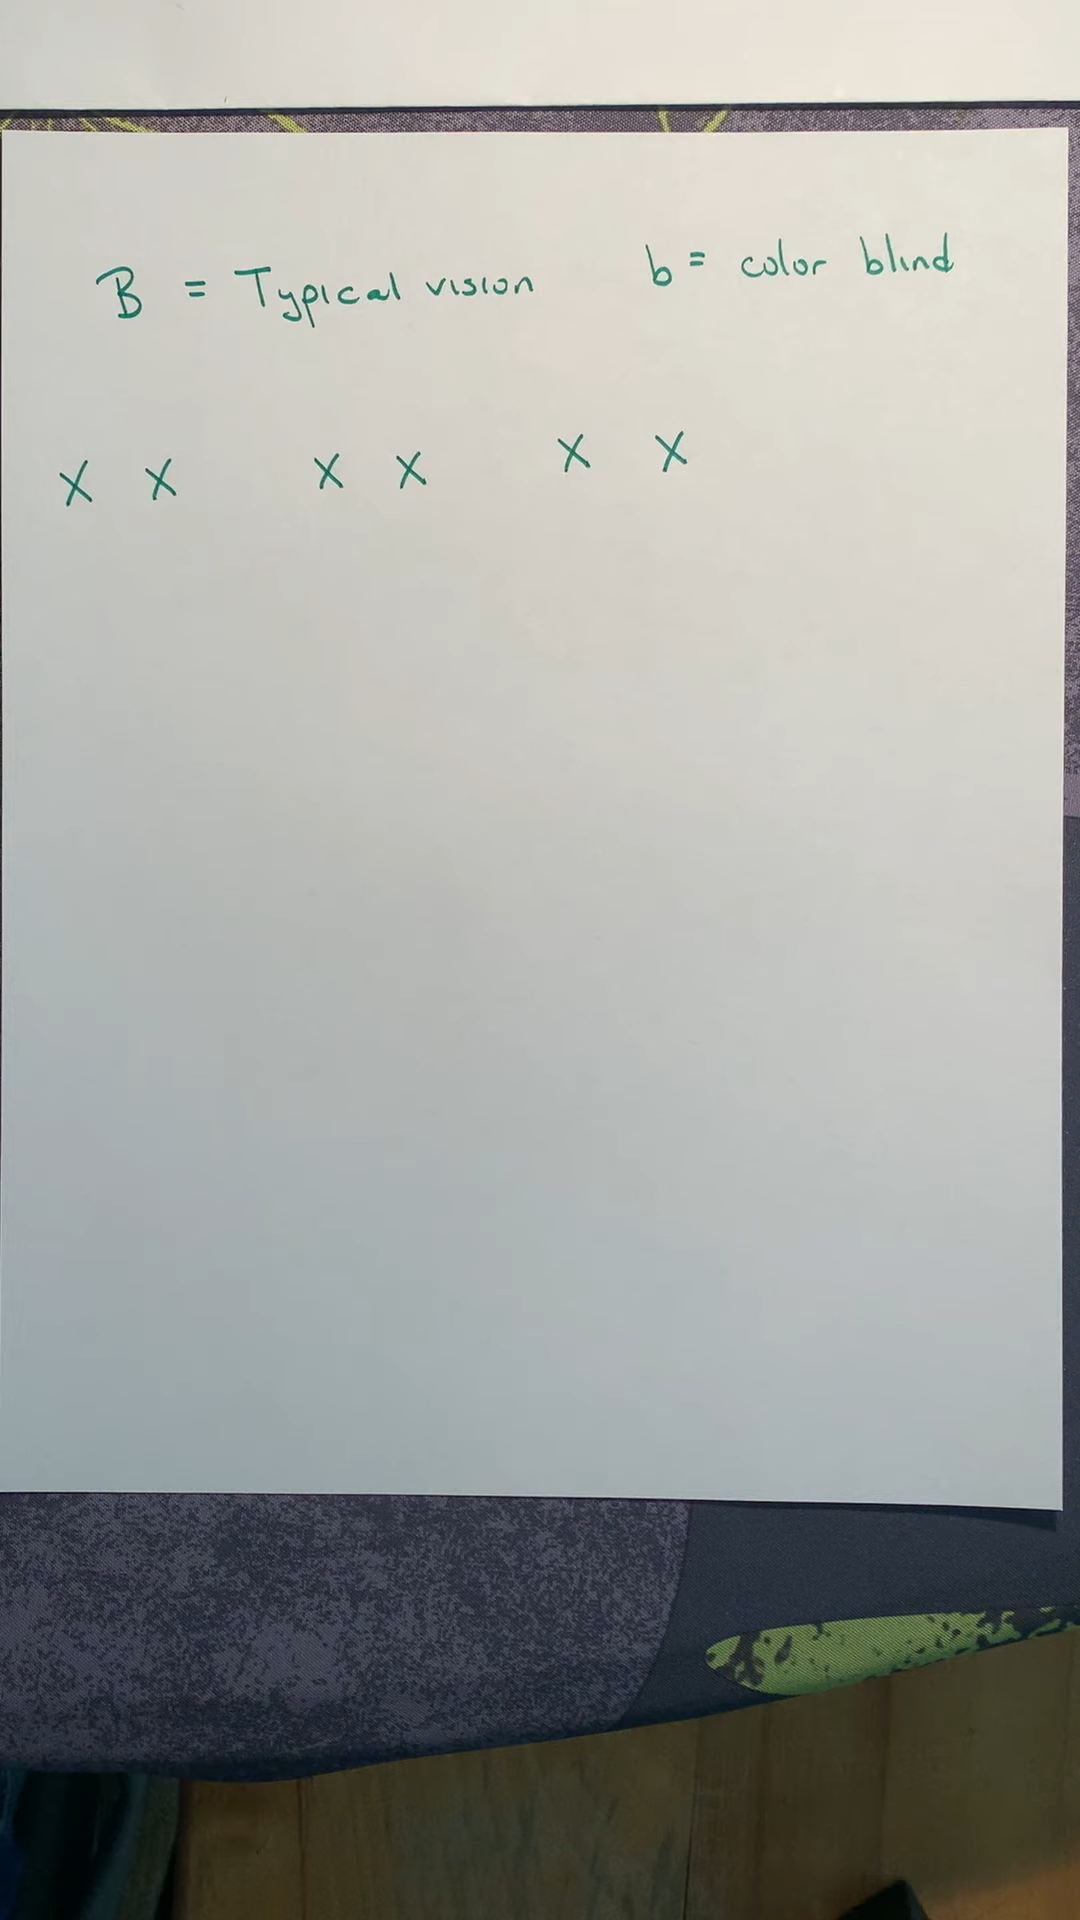 B = Typical vision b = color blind
X X X X X X